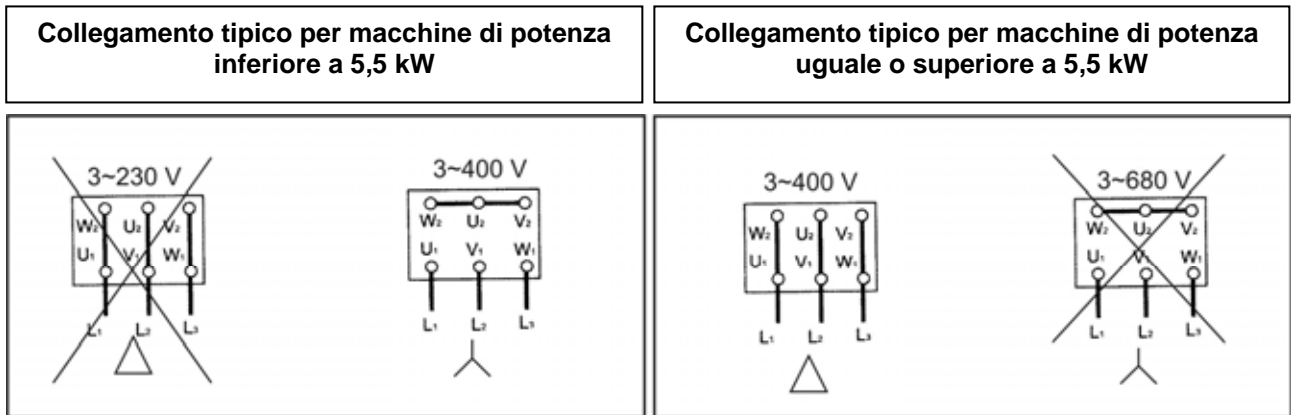 Collegamento tipico per macchine di potenza
inferiore a 5,5 kW
3~230 V
W₂ U₂ V₂
U₁ V₁ W₁
L₁ L₂ L₃
3~400 V
W₂ U₂ V₂
U₁ V₁ W₁
L₁ L₂ L₃
Collegamento tipico per macchine di potenza
uguale o superiore a 5,5 kW
3~400 V
W₂ U₂ V₂
U₁ V₁ W₁
L₁ L₂ L₃
3~680 V
W₂ U₂ V₂
U₁ V₁ W₁
L₁ L₂ L₃